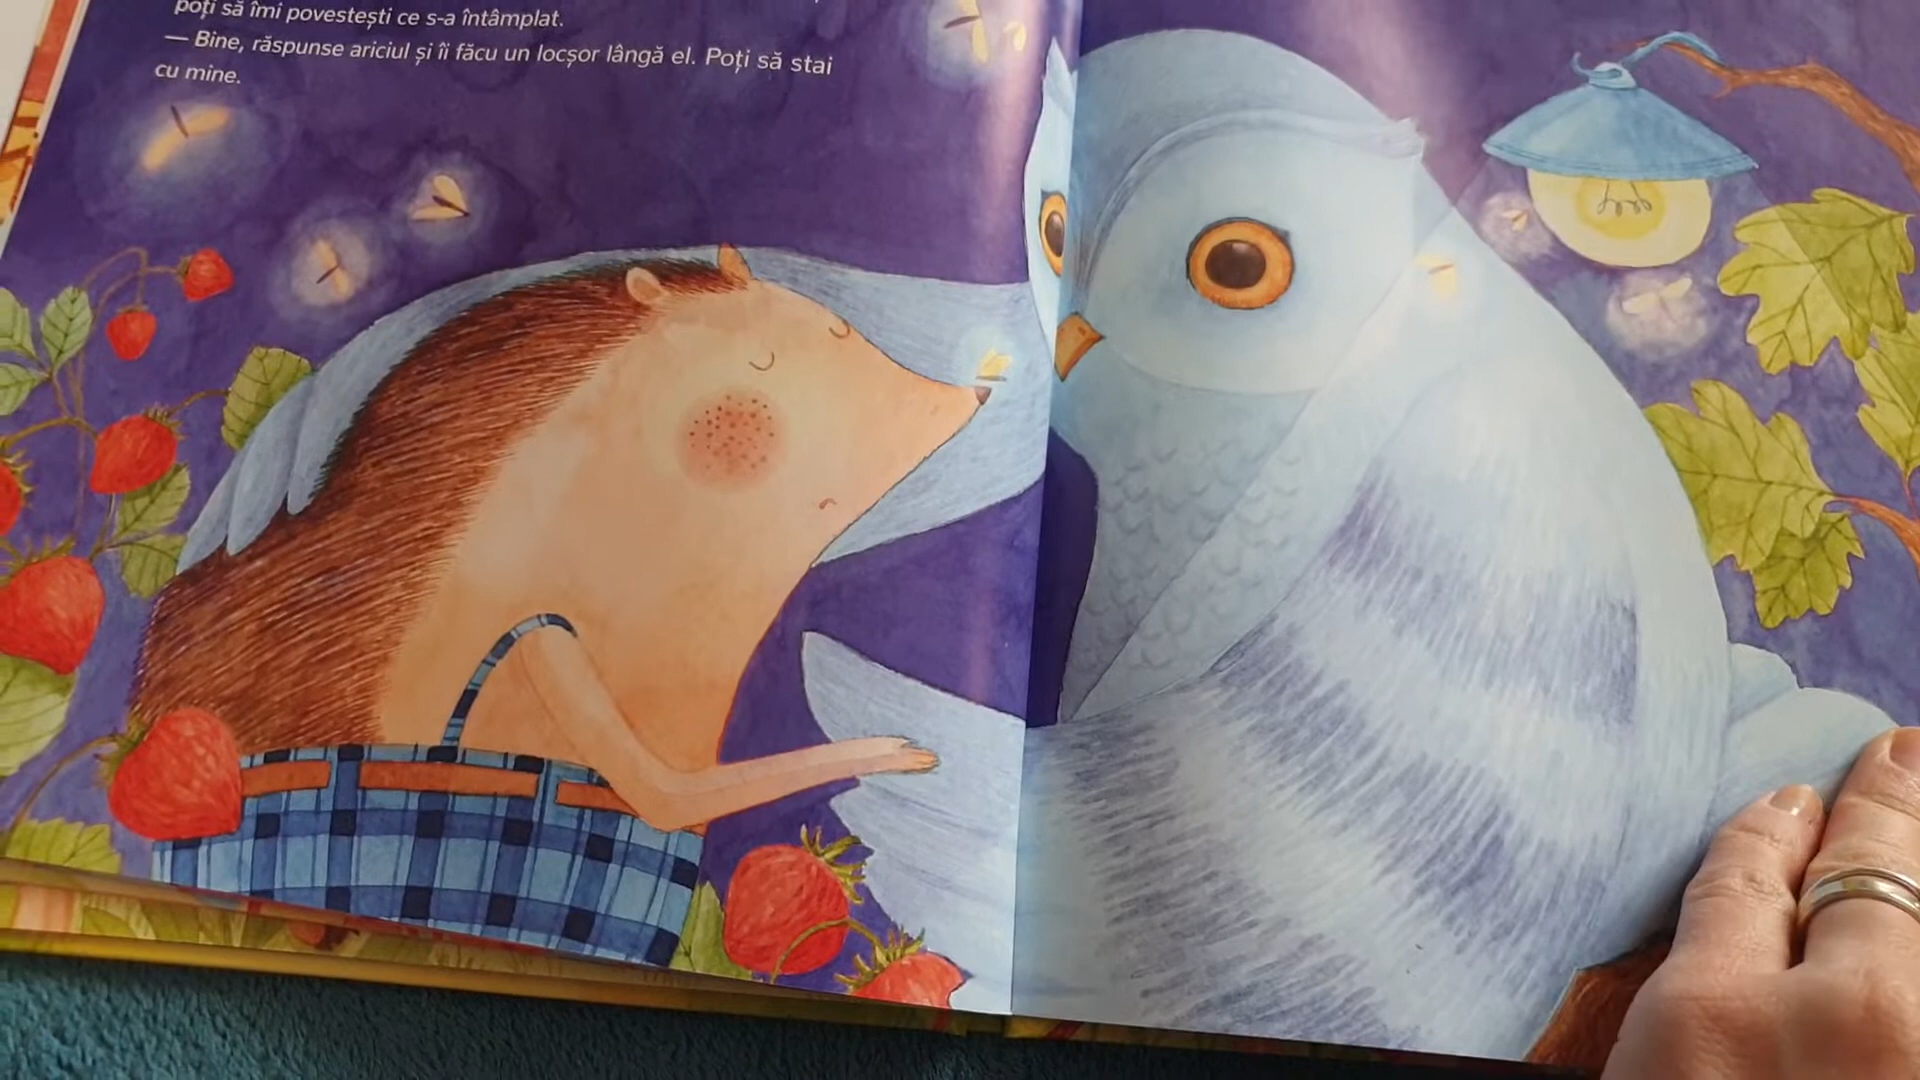 poți să îmi povestești ce s-a întâmplat.
— Bine, răspunse ariciul și îi făcu un locșor lângă el. Poți să stai
cu mine.